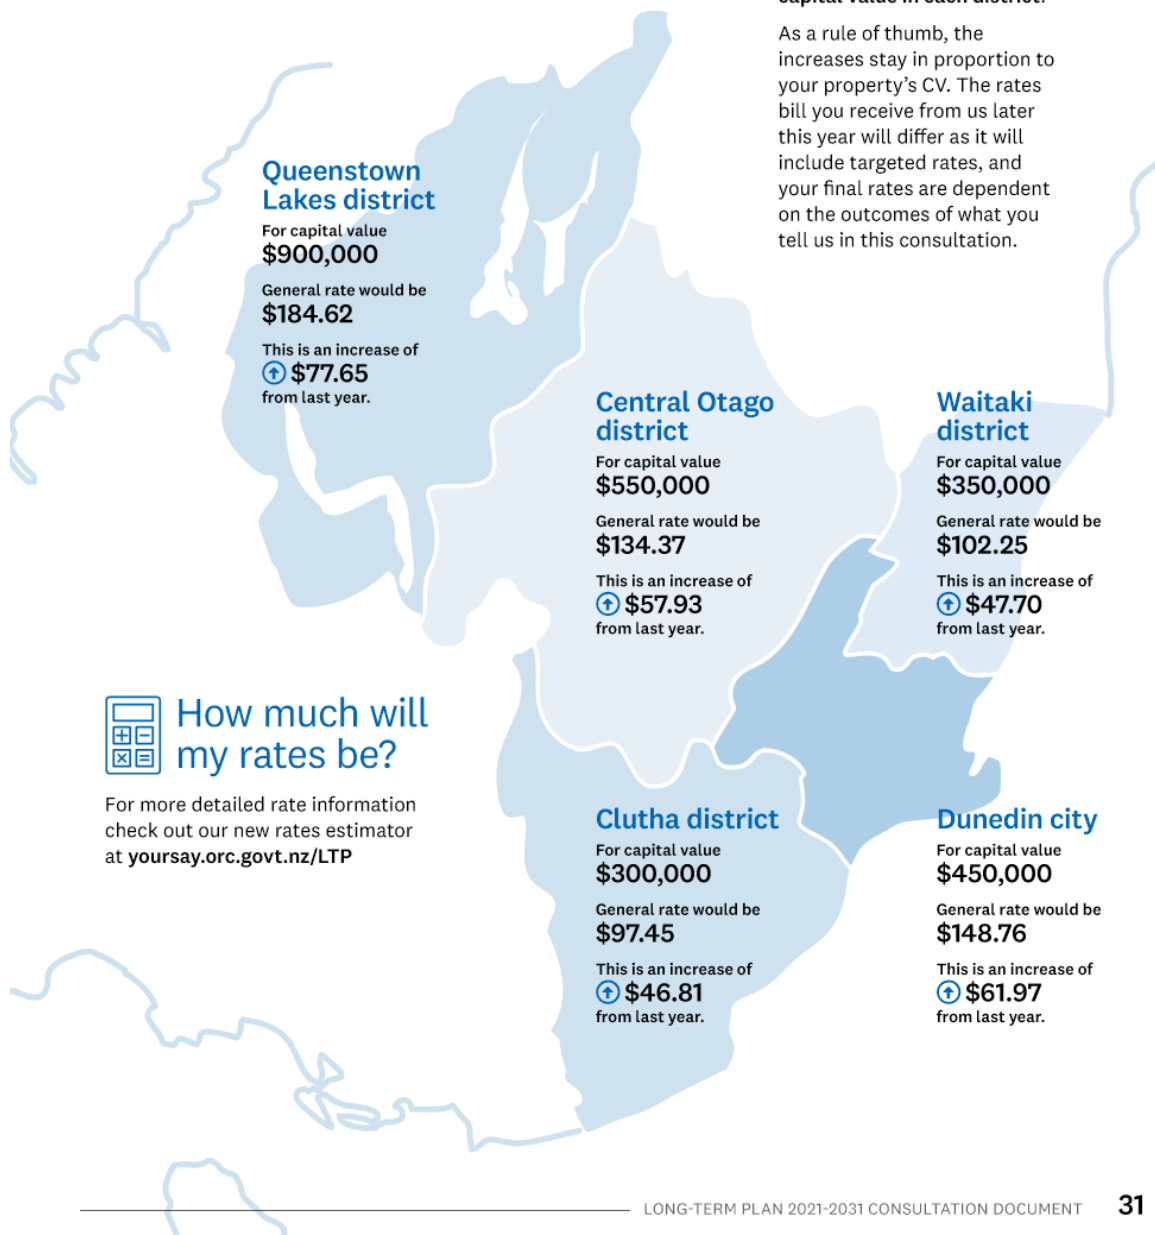 capital value in each district.
As a rule of thumb, the
increases stay in proportion to
your property’s CV. The rates
bill you receive from us later
this year will differ as it will
include targeted rates, and
your final rates are dependent
on the outcomes of what you
tell us in this consultation.
Queenstown
Lakes district
For capital value
$900,000
General rate would be
$184.62
This is an increase of
$77.65
from last year.
Central Otago
district
For capital value
$550,000
General rate would be
$134.37
This is an increase of
$57.93
from last year.
Waitaki
district
For capital value
$350,000
General rate would be
$102.25
This is an increase of
$47.70
from last year.
How much will
my rates be?
For more detailed rate information
check out our new rates estimator
at yoursay.orc.govt.nz/LTP
Clutha district
For capital value
$300,000
General rate would be
$97.45
This is an increase of
$46.81
from last year.
Dunedin city
For capital value
$450,000
General rate would be
$148.76
This is an increase of
$61.97
from last year.
LONG-TERM PLAN 2021-2031 CONSULTATION DOCUMENT 31